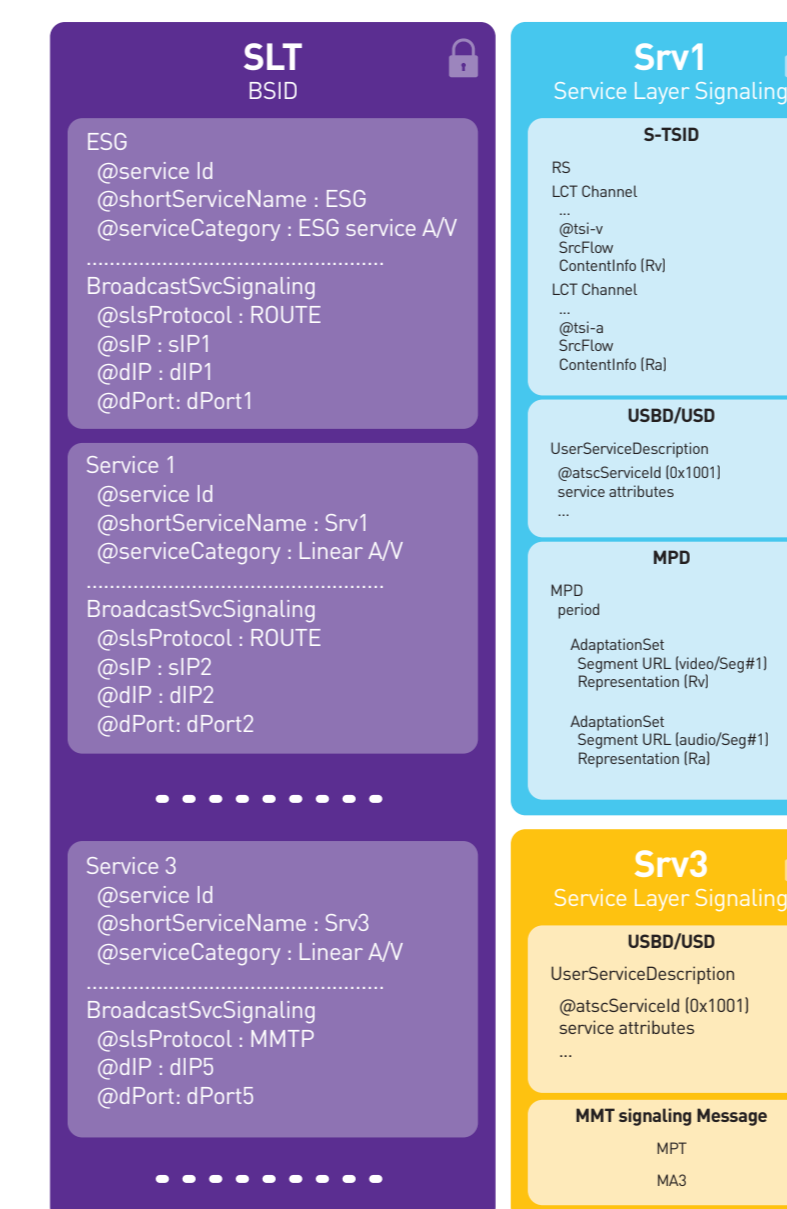 SLT
BSID
ESG
@service Id
@shortServiceName : ESG
@serviceCategory : ESG service A/V
...................................................
BroadcastSvcSignaling
@slsProtocol : ROUTE
@sIP : sIP1
@dIP : dIP1
@dPort: dPort1
Service 1
@service Id
@shortServiceName : Srv1
@serviceCategory : Linear A/V
...................................................
BroadcastSvcSignaling
@slsProtocol : ROUTE
@sIP : sIP2
@dIP : dIP2
@dPort: dPort2
Service 3
@service Id
@shortServiceName : Srv3
@serviceCategory : Linear A/V
...................................................
BroadcastSvcSignaling
@slsProtocol : MMTP
@dIP : dIP5
@dPort: dPort5
Srv1
Service Layer Signaling
S-TSID
RS
LCT Channel
...
@tsi-v
SrcFlow
ContentInfo (Rv)
LCT Channel
...
@tsi-a
SrcFlow
ContentInfo (Ra)
USBD/USD
UserServiceDescription
@atscServiceId (0x1001)
service attributes
...
MPD
MPD
period
AdaptationSet
Segment URL (video/Seg#1)
Representation (Rv)
AdaptationSet
Segment URL (audio/Seg#1)
Representation (Ra)
Srv3
Service Layer Signaling
USBD/USD
UserServiceDescription
@atscServiceId (0x1001)
service attributes
...
MMT signaling Message
MPT
MA3